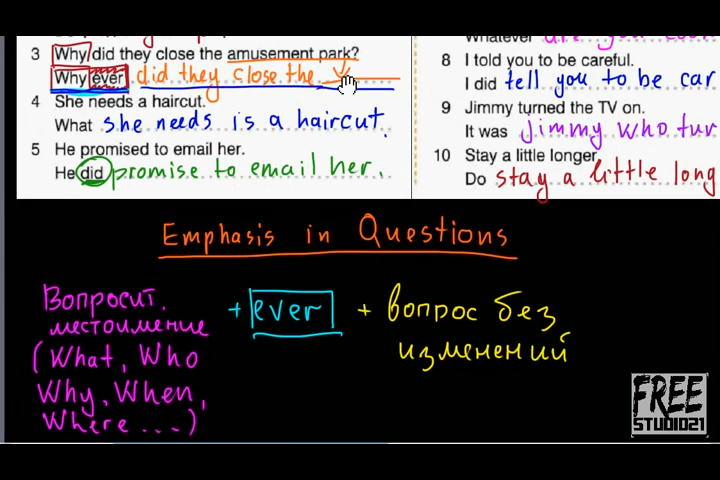 3 Why did they close the amusement park?
Why ever did they close the
4 She needs a haircut.
What she needs is a haircut.
5 He promised to email her.
He did promise to email her.
Whatever are you
8 I told you to be careful.
I did tell you to be car
9 Jimmy turned the TV on.
It was jimmy who tur
10 Stay a little longer.
Do stay a little long
Emphasis in Questions
Вопросит. местоимение (What, Who Why, When, Where ....)
+ ever + вопрос без изменений
FREE
STUDIO21